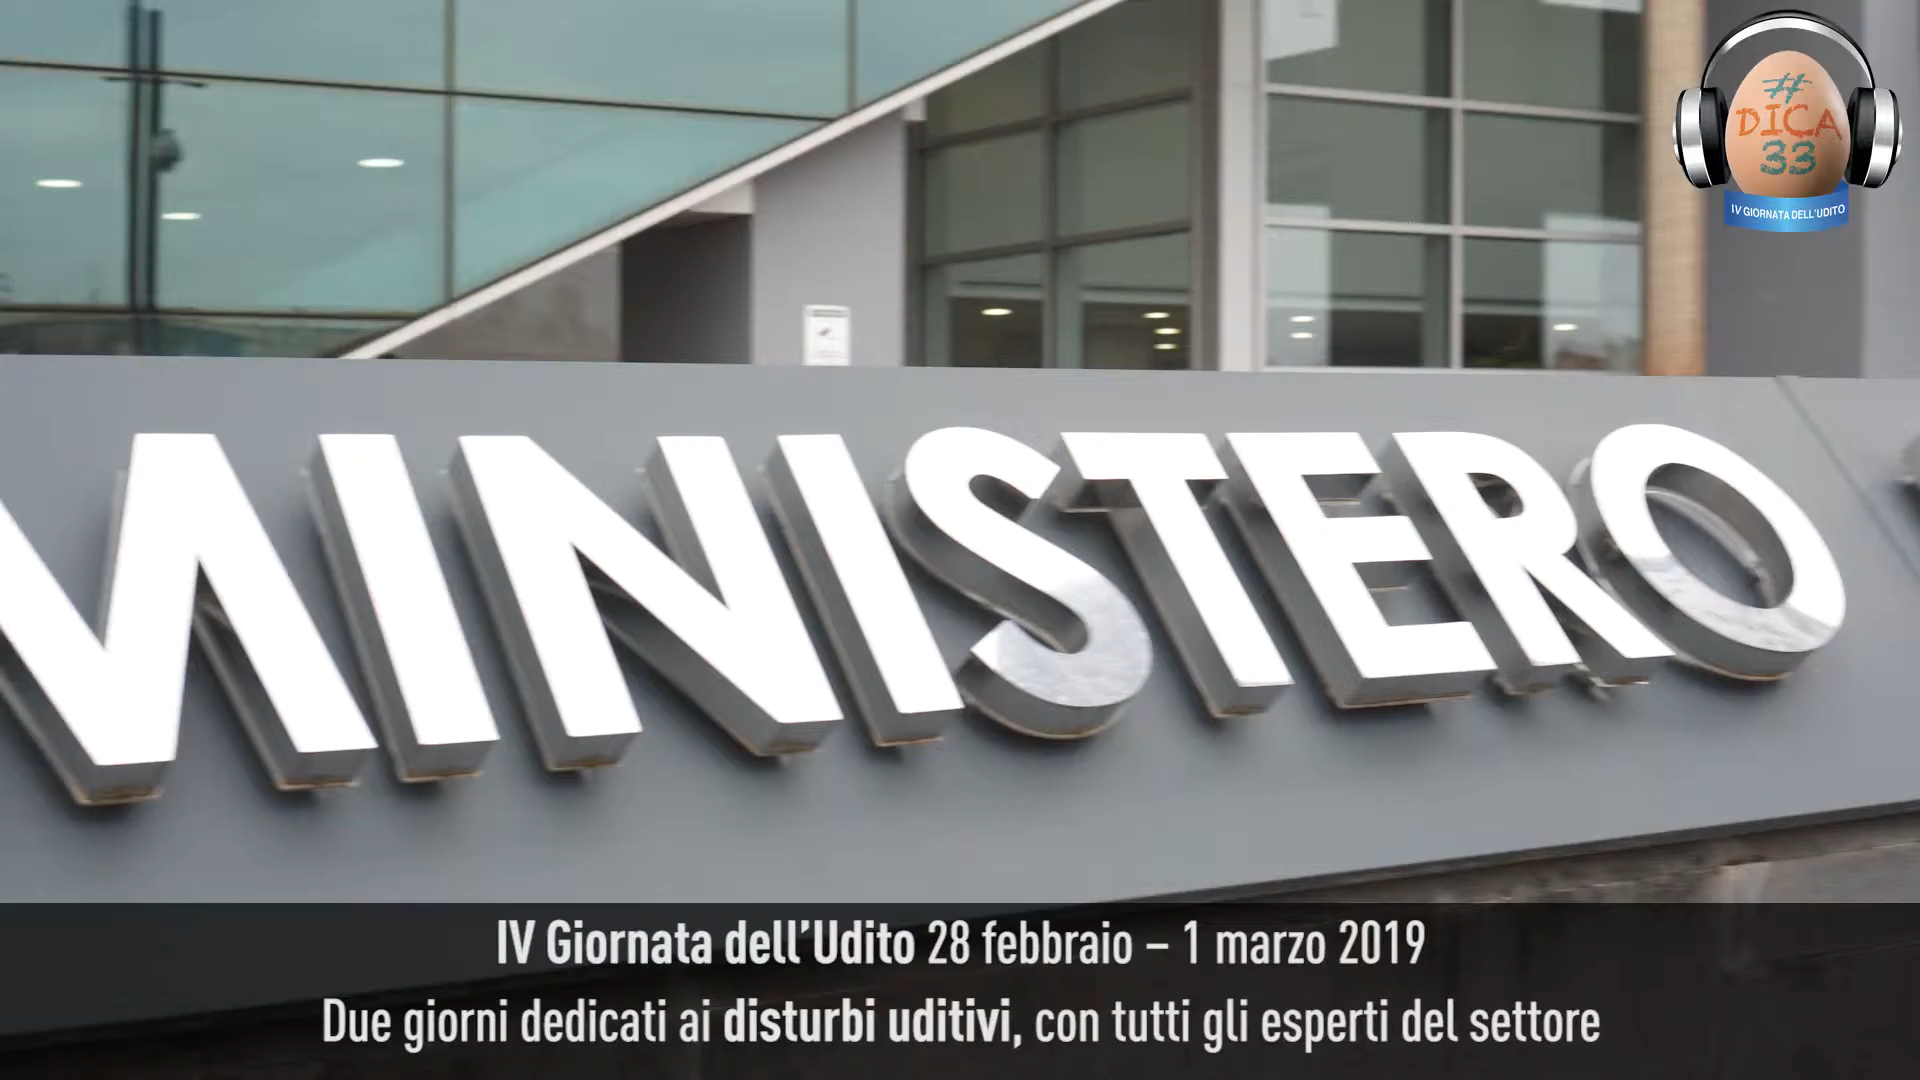 #
DICA
33
IV GIORNATA DELL'UDITO
MINISTERO
IV Giornata dell’Udito 28 febbraio – 1 marzo 2019
Due giorni dedicati ai disturbi uditivi, con tutti gli esperti del settore